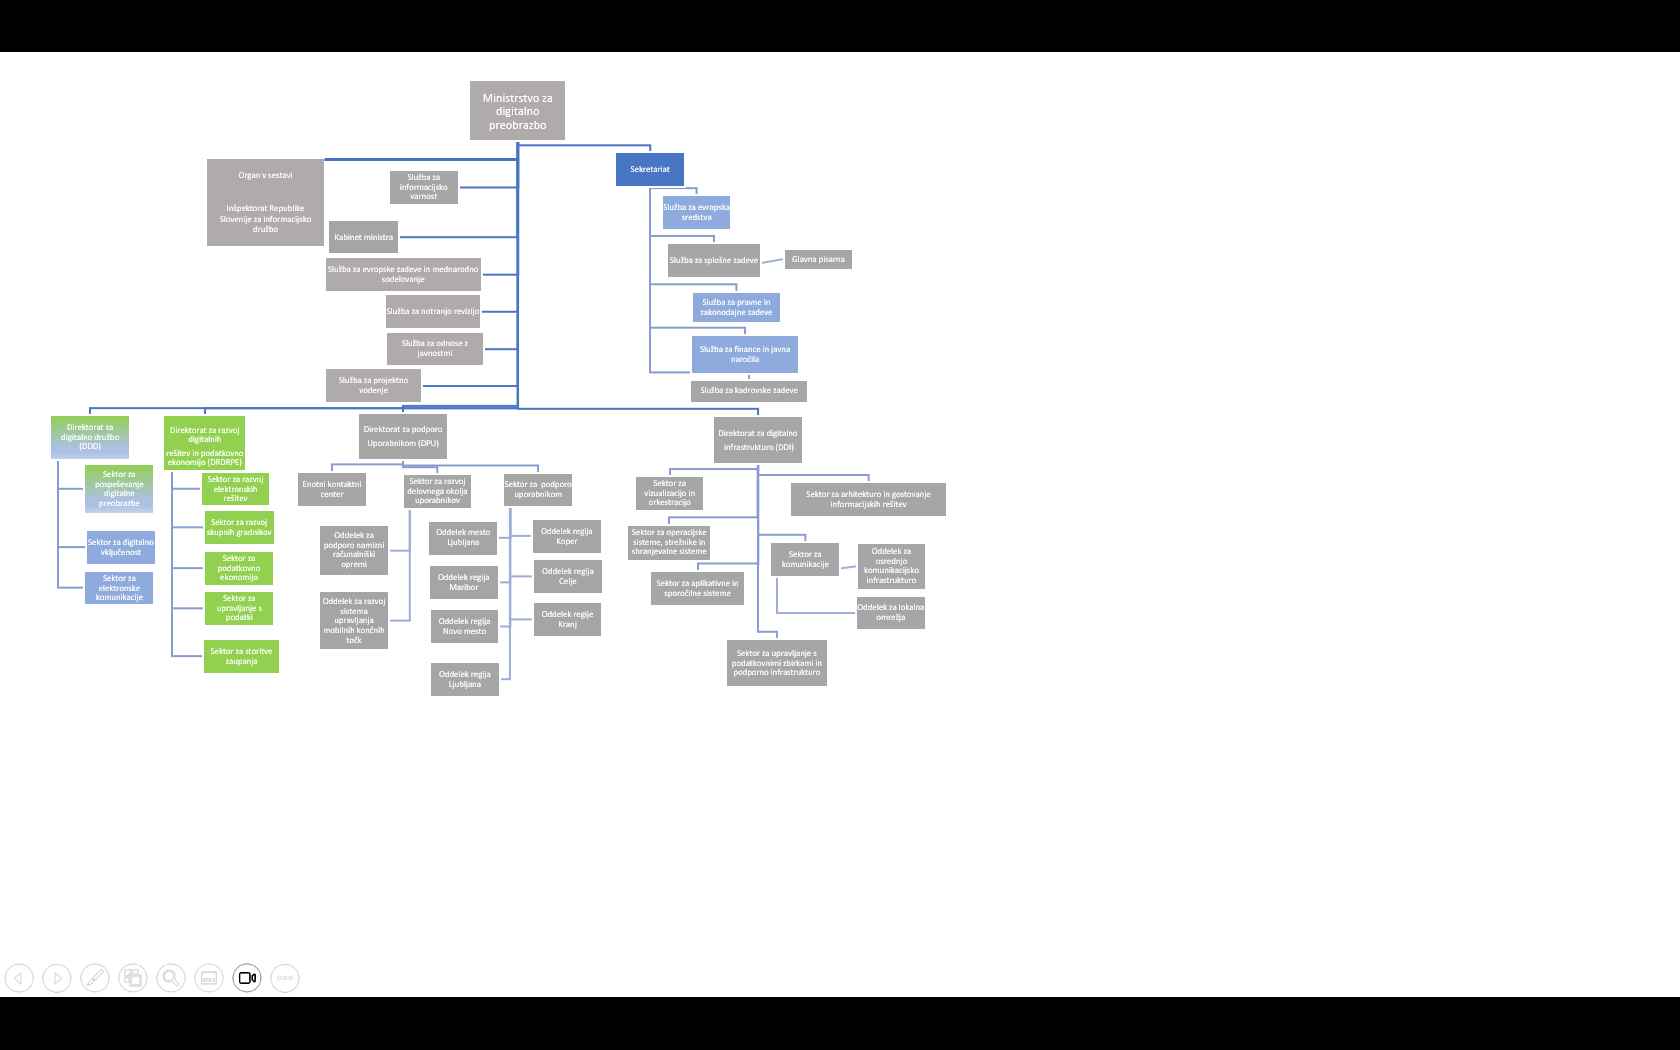 Ministrstvo za
digitalno
preobrazbo
Organ v sestavi
Inšpektorat Republike
Slovenije za informacijsko
družbo
Služba za
informacijsko
varnost
Kabinet ministra
Služba za evropske zadeve in mednarodno
sodelovanje
Služba za notranjo revizijo
Služba za odnose z
javnostmi
Služba za projektno
vodenje
Sekretariat
Služba za evropska
sredstva
Služba za splošne zadeve
Glavna pisarna
Služba za pravne in
zakonodajne zadeve
Služba za finance in javna
naročila
Služba za kadrovske zadeve
Direktorat za
digitalno družbo
(DDD)
Sektor za
pospeševanje
digitalne
preobrazbe
Sektor za digitalno
vključenost
Sektor za
elektronske
komunikacije
Direktorat za razvoj
digitalnih
rešitev in podatkovno
ekonomijo (DRDRPE)
Sektor za razvoj
elektronskih
rešitev
Sektor za razvoj
skupnih gradnikov
Sektor za
podatkovno
ekonomijo
Sektor za
upravljanje s
podatki
Sektor za storitve
zaupanja
Direktorat za podporo
Uporabnikom (DPU)
Enotni kontaktni
center
Sektor za razvoj
delovnega okolja
uporabnikov
Sektor za podporo
uporabnikom
Oddelek za
podporo namizni
računalniški
opremi
Oddelek za razvoj
sistema
upravljanja
mobilnih končnih
točk
Oddelek mesto
Ljubljana
Oddelek regija
Maribor
Oddelek regija
Novo mesto
Oddelek regija
Ljubljana
Oddelek regija
Koper
Oddelek regija
Celje
Oddelek regije
Kranj
Direktorat za digitalno
infrastrukturo (DDI)
Sektor za
vizualizacijo in
orkestracijo
Sektor za arhitekturo in gostovanje
informacijskih rešitev
Sektor za operacijske
sisteme, strežnike in
shranjevalne sisteme
Sektor za
komunikacije
Oddelek za
osrednjo
komunikacijsko
infrastrukturo
Sektor za aplikativne in
sporočilne sisteme
Oddelek za lokalna
omrežja
Sektor za upravljanje s
podatkovnimi zbirkami in
podporno infrastrukturo